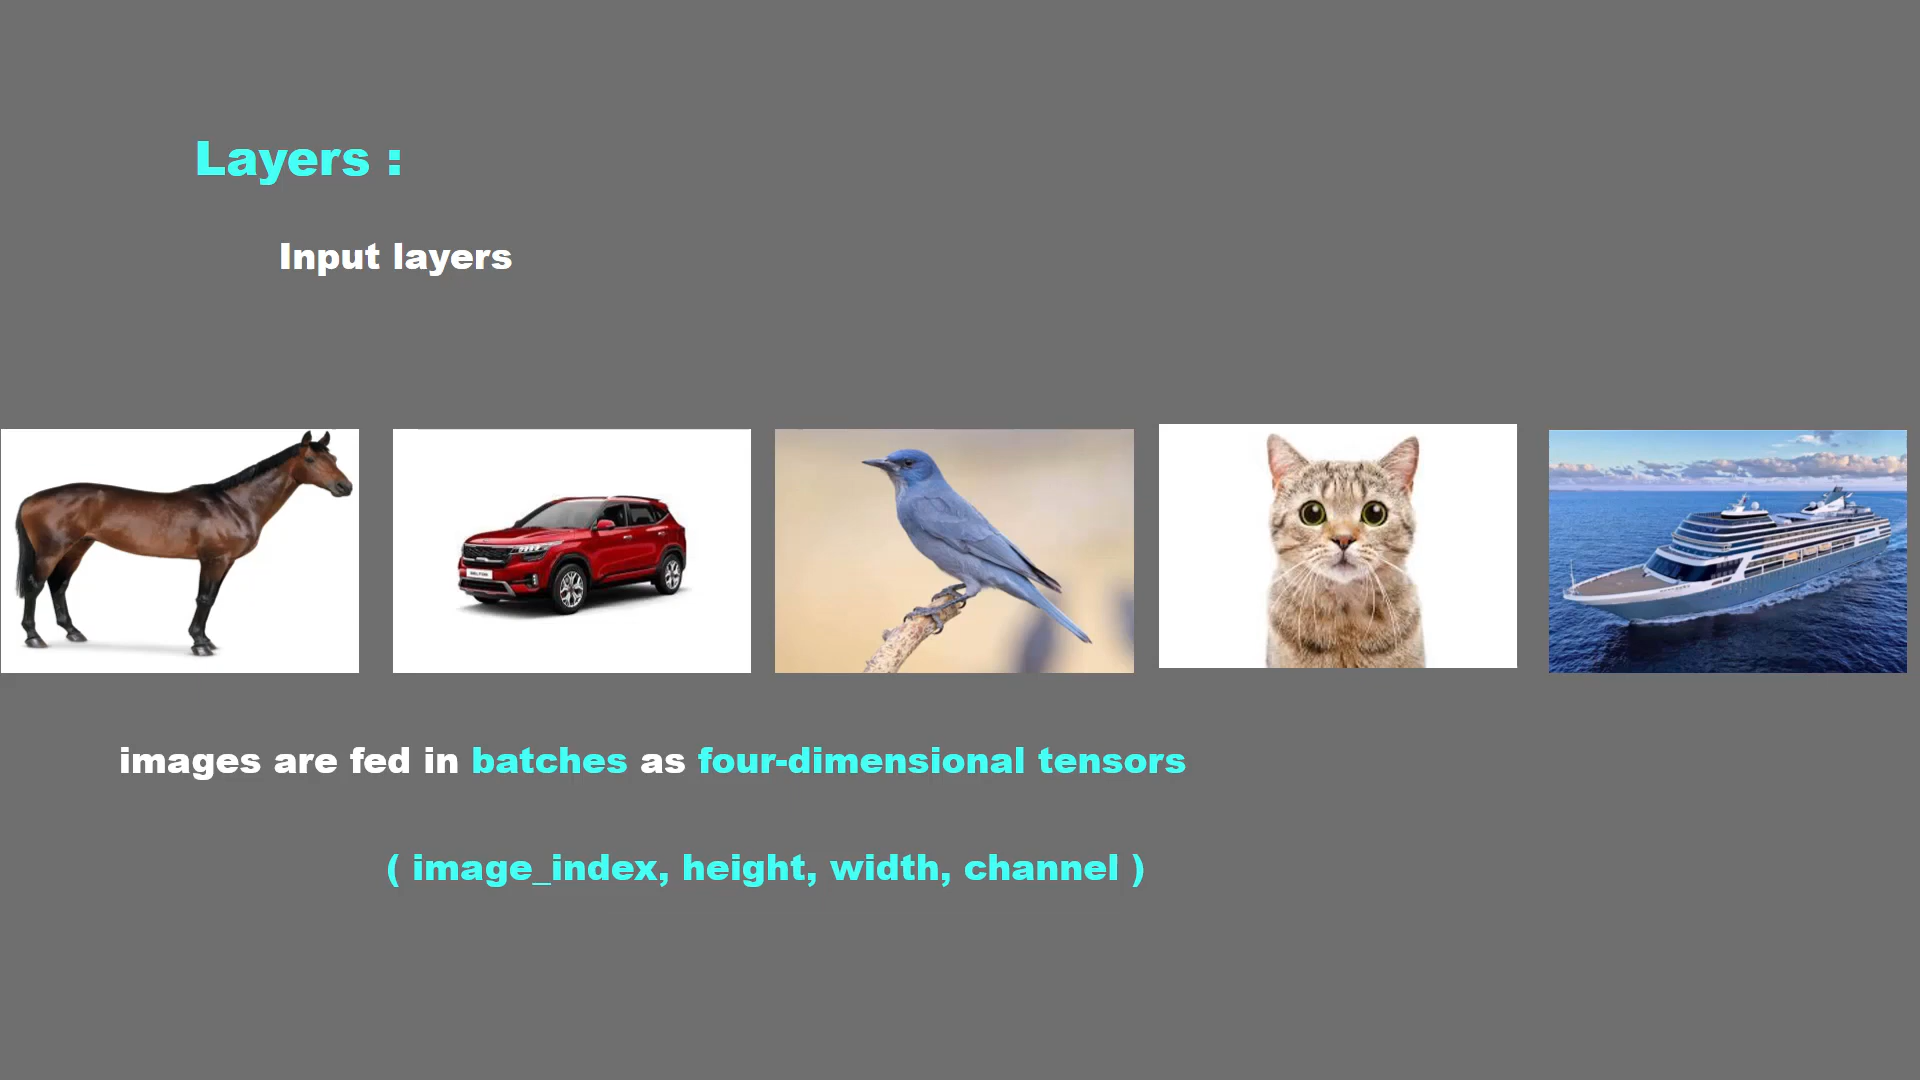 Layers :
Input layers
images are fed in batches as four-dimensional tensors
( image_index, height, width, channel )